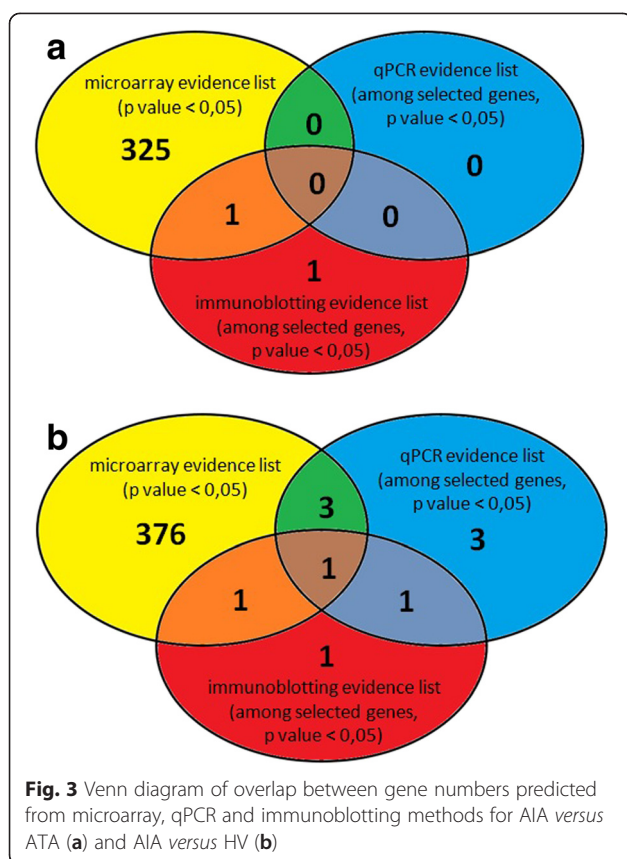 a
microarray evidence list
(p value < 0,05)
325
qPCR evidence list
(among selected genes,
p value < 0,05)
0
0
0
1
0
1
immunoblotting evidence list
(among selected genes,
p value < 0,05)
b
microarray evidence list
(p value < 0,05)
376
qPCR evidence list
(among selected genes,
p value < 0,05)
3
3
1
1
1
1
immunoblotting evidence list
(among selected genes,
p value < 0,05)
Fig. 3 Venn diagram of overlap between gene numbers predicted
from microarray, qPCR and immunoblotting methods for AIA versus
ATA (a) and AIA versus HV (b)